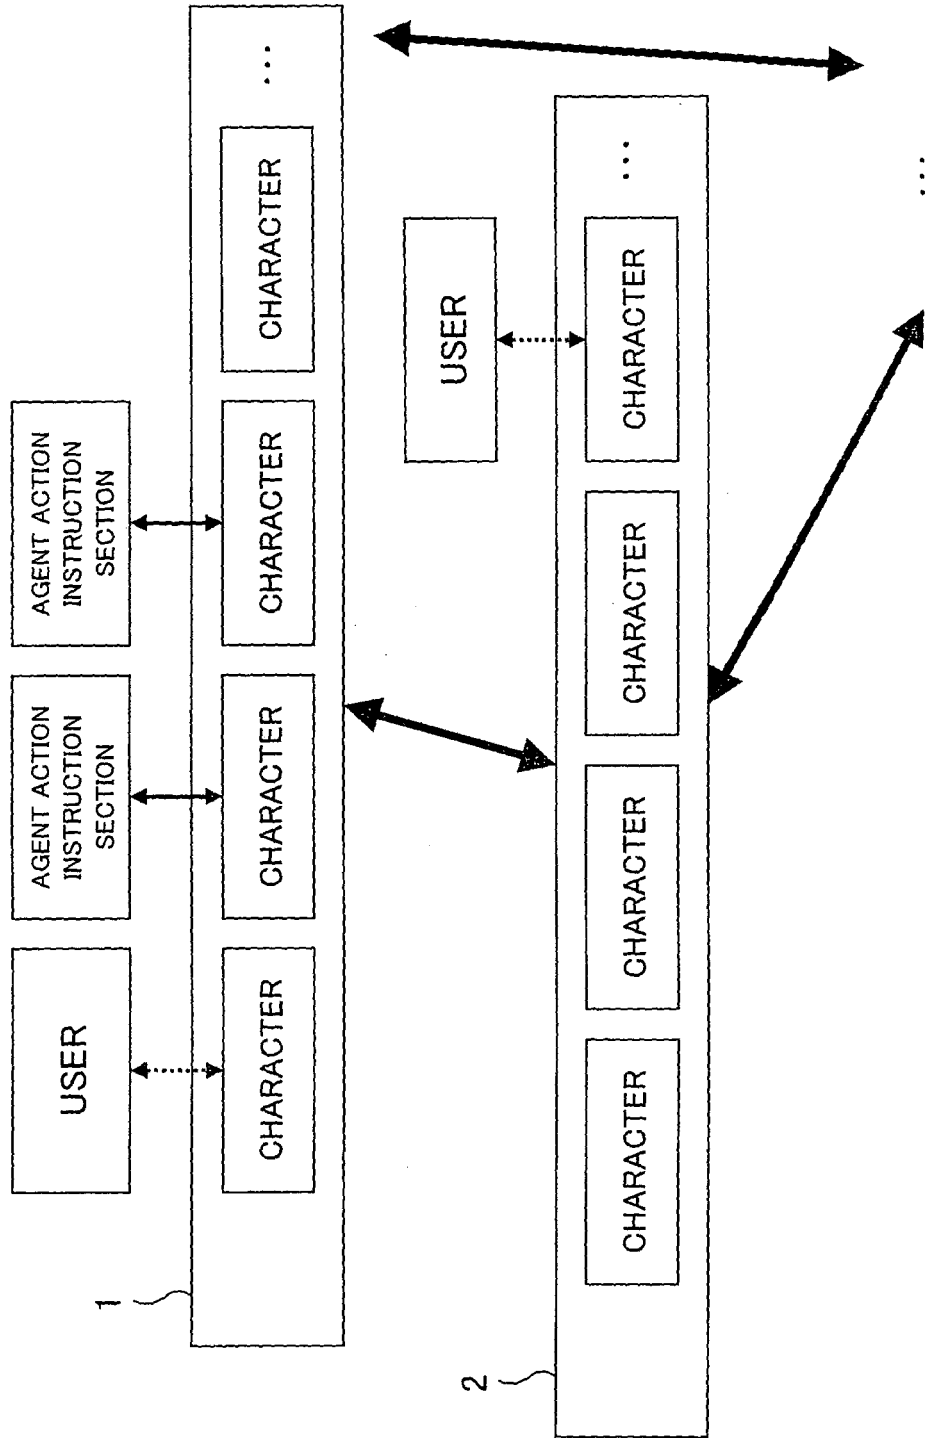 1
USER
AGENT ACTION
INSTRUCTION
SECTION
AGENT ACTION
INSTRUCTION
SECTION
CHARACTER
CHARACTER
CHARACTER
CHARACTER
...
2
USER
CHARACTER
CHARACTER
CHARACTER
CHARACTER
...
...